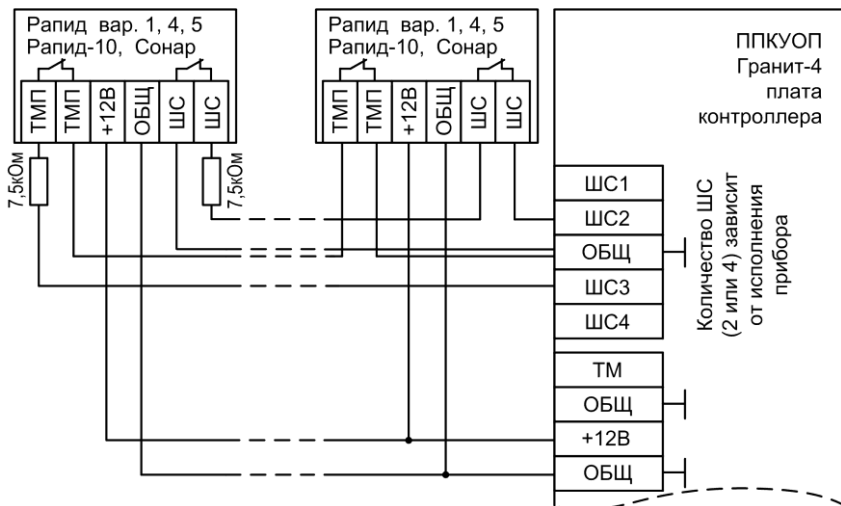 Рапид вар. 1, 4, 5
Рапид-10, Сонар
ТМП
ТМП
+12В
ОБЩ
ШС
ШС
7,5кОм
7,5кОм
Рапид вар. 1, 4, 5
Рапид-10, Сонар
ТМП
ТМП
+12В
ОБЩ
ШС
ШС
ППКУОП
Гранит-4
плата
контроллера
ШС1
ШС2
ОБЩ
ШС3
ШС4
Количество ШС
(2 или 4) зависит
от исполнения
прибора
ТМ
ОБЩ
+12В
ОБЩ